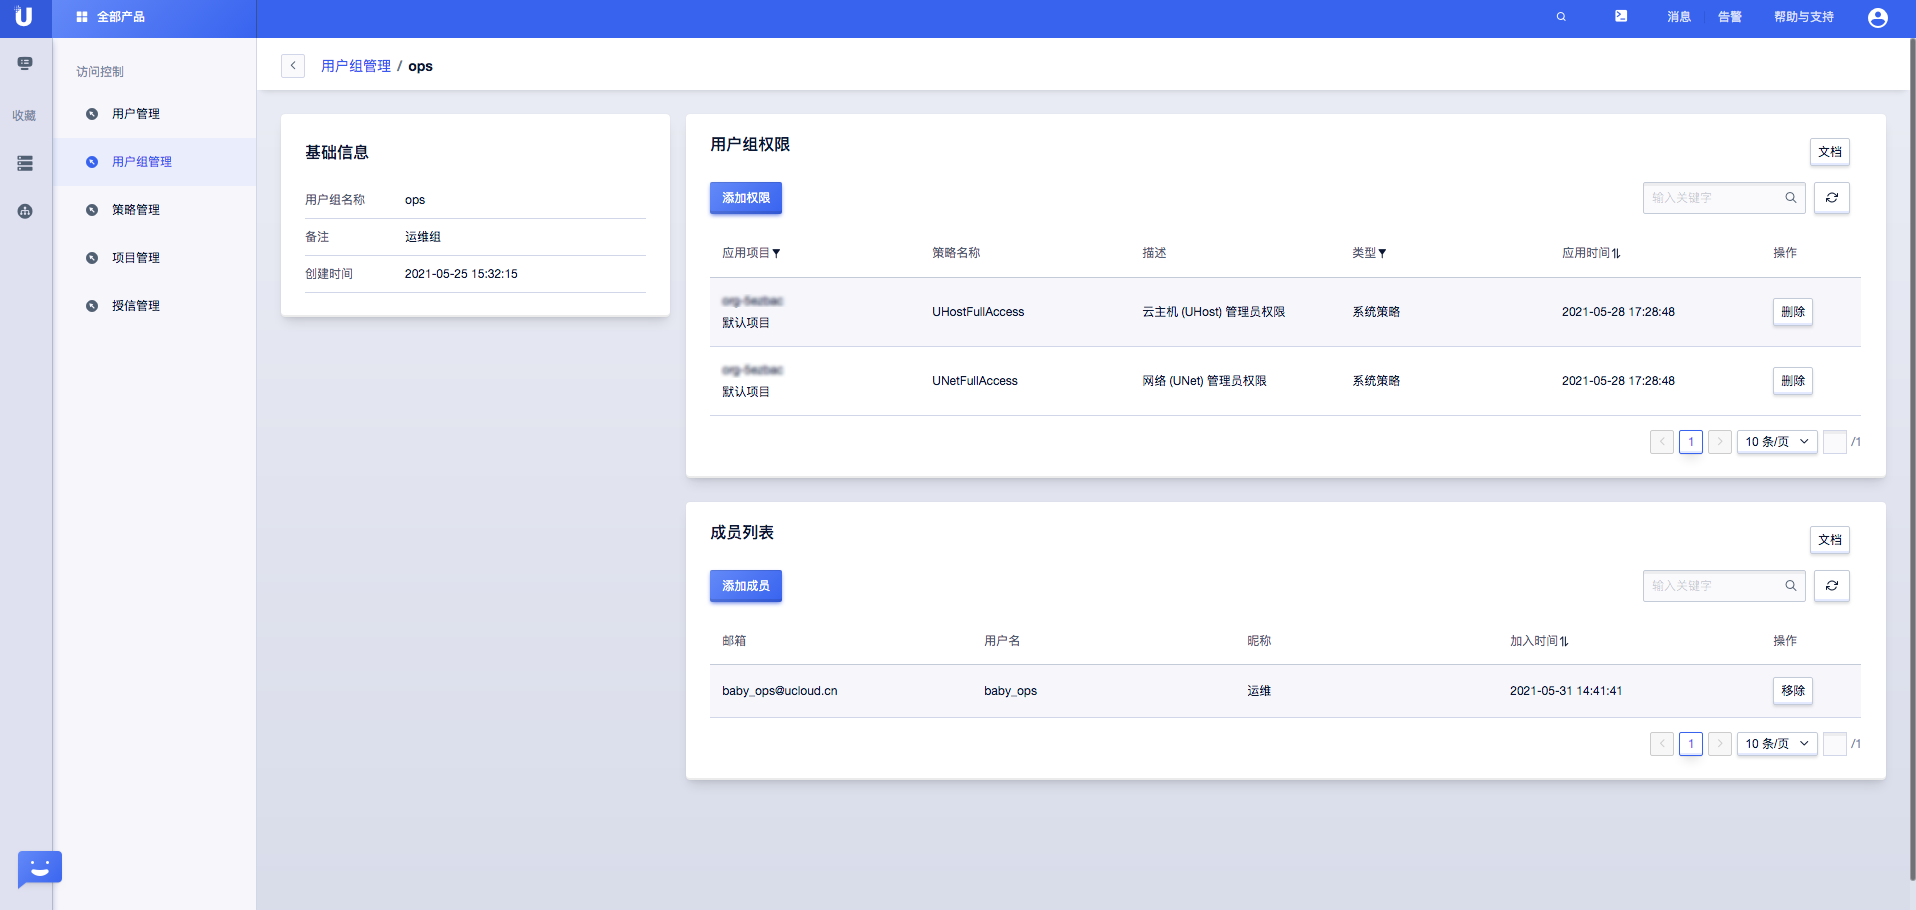 全部产品
消息
告警
帮助与支持
收藏
访问控制
用户管理
用户组管理
策略管理
项目管理
授信管理
用户组管理 / ops
基础信息
用户组名称 ops
备注 运维组
创建时间 2021-05-25 15:32:15
用户组权限
文档
添加权限
输入关键字
应用项目 策略名称 描述 类型 应用时间 操作
默认项目 UHostFullAccess 云主机 (UHost) 管理员权限 系统策略 2021-05-28 17:28:48 删除
默认项目 UNetFullAccess 网络 (UNet) 管理员权限 系统策略 2021-05-28 17:28:48 删除
1 10 条/页 /1
成员列表
文档
添加成员
输入关键字
邮箱 用户名 昵称 加入时间 操作
baby_ops@ucloud.cn baby_ops 运维 2021-05-31 14:41:41 移除
1 10 条/页 /1